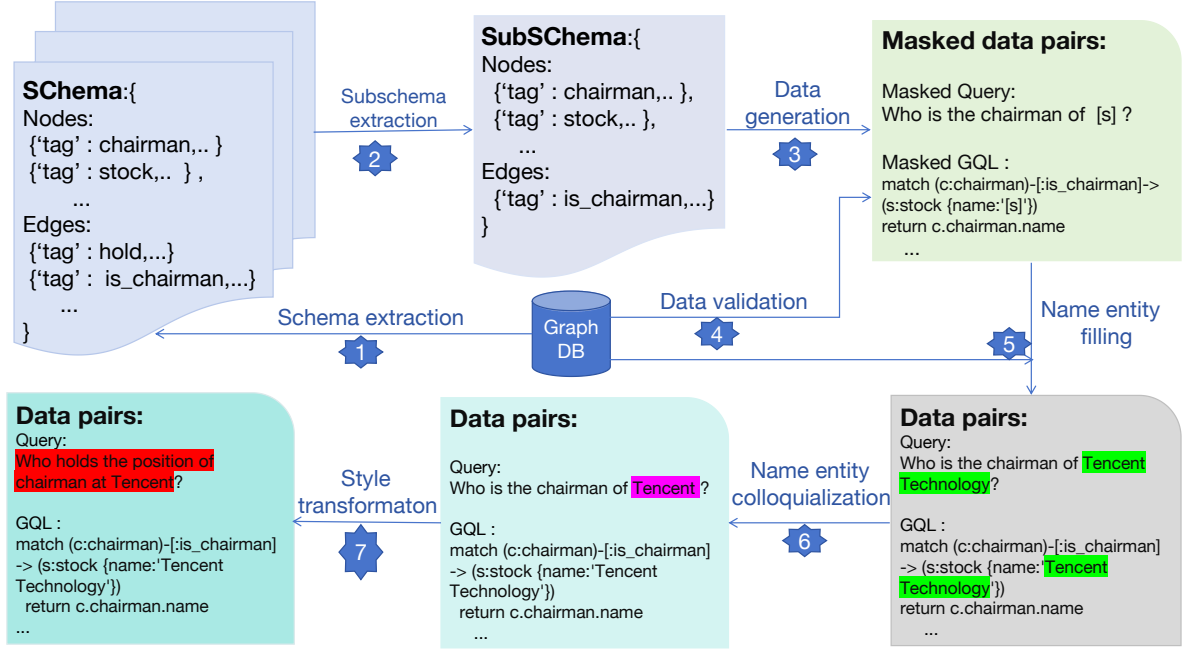 SChema:{
Nodes:
{‘tag’ : chairman,.. }
{‘tag’ : stock,..  } ,
...
Edges:
{‘tag’ : hold,...}
{‘tag’ :  is_chairman,...}
...
}
Subschema
extraction
2
SubSChema:{
Nodes:
{‘tag’ : chairman,.. },
{‘tag’ : stock,.. },
...
Edges:
{‘tag’ : is_chairman,...}
}
Data
generation
3
Masked data pairs:
Masked Query:
Who is the chairman of  [s] ?
Masked GQL :
match (c:chairman)-[:is_chairman]->
(s:stock {name:'[s]'})
return c.chairman.name
...
Schema extraction
1
Graph
DB
Data validation
4
5
Name entity
filling
Data pairs:
Query:
Who is the chairman of Tencent
Technology?
GQL :
match (c:chairman)-[:is_chairman]
-> (s:stock {name:'Tencent
Technology'})
return c.chairman.name
...
Name entity
colloquialization
6
Data pairs:
Query:
Who is the chairman of Tencent ?
GQL :
match (c:chairman)-[:is_chairman]
-> (s:stock {name:'Tencent
Technology'})
return c.chairman.name
...
Style
transformaton
7
Data pairs:
Query:
Who holds the position of
chairman at Tencent?
GQL :
match (c:chairman)-[:is_chairman]
-> (s:stock {name:'Tencent
Technology'})
return c.chairman.name
...